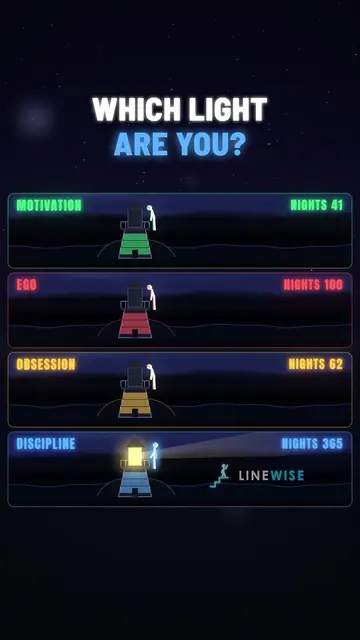 WHICH LIGHT
ARE YOU?
MOTIVATION NIGHTS 41
EGO NIGHTS 100
OBSESSION NIGHTS 62
DISCIPLINE NIGHTS 365
LINEWISE